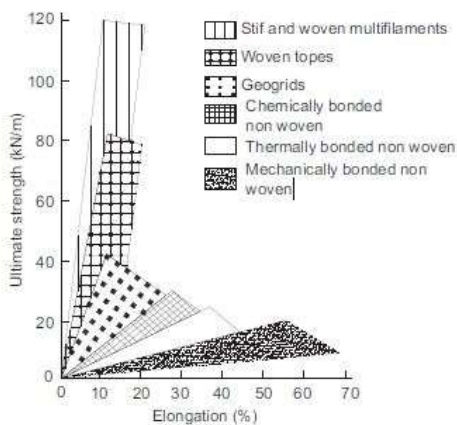 120
100
80
60
40
20
0
Ultimate strength (kN/m)
0 10 20 30 40 50 60 70
Elongation (%)
Stif and woven multifilaments
Woven topes
Geogrids
Chemically bonded
non woven
Thermally bonded non woven
Mechanically bonded non
woven